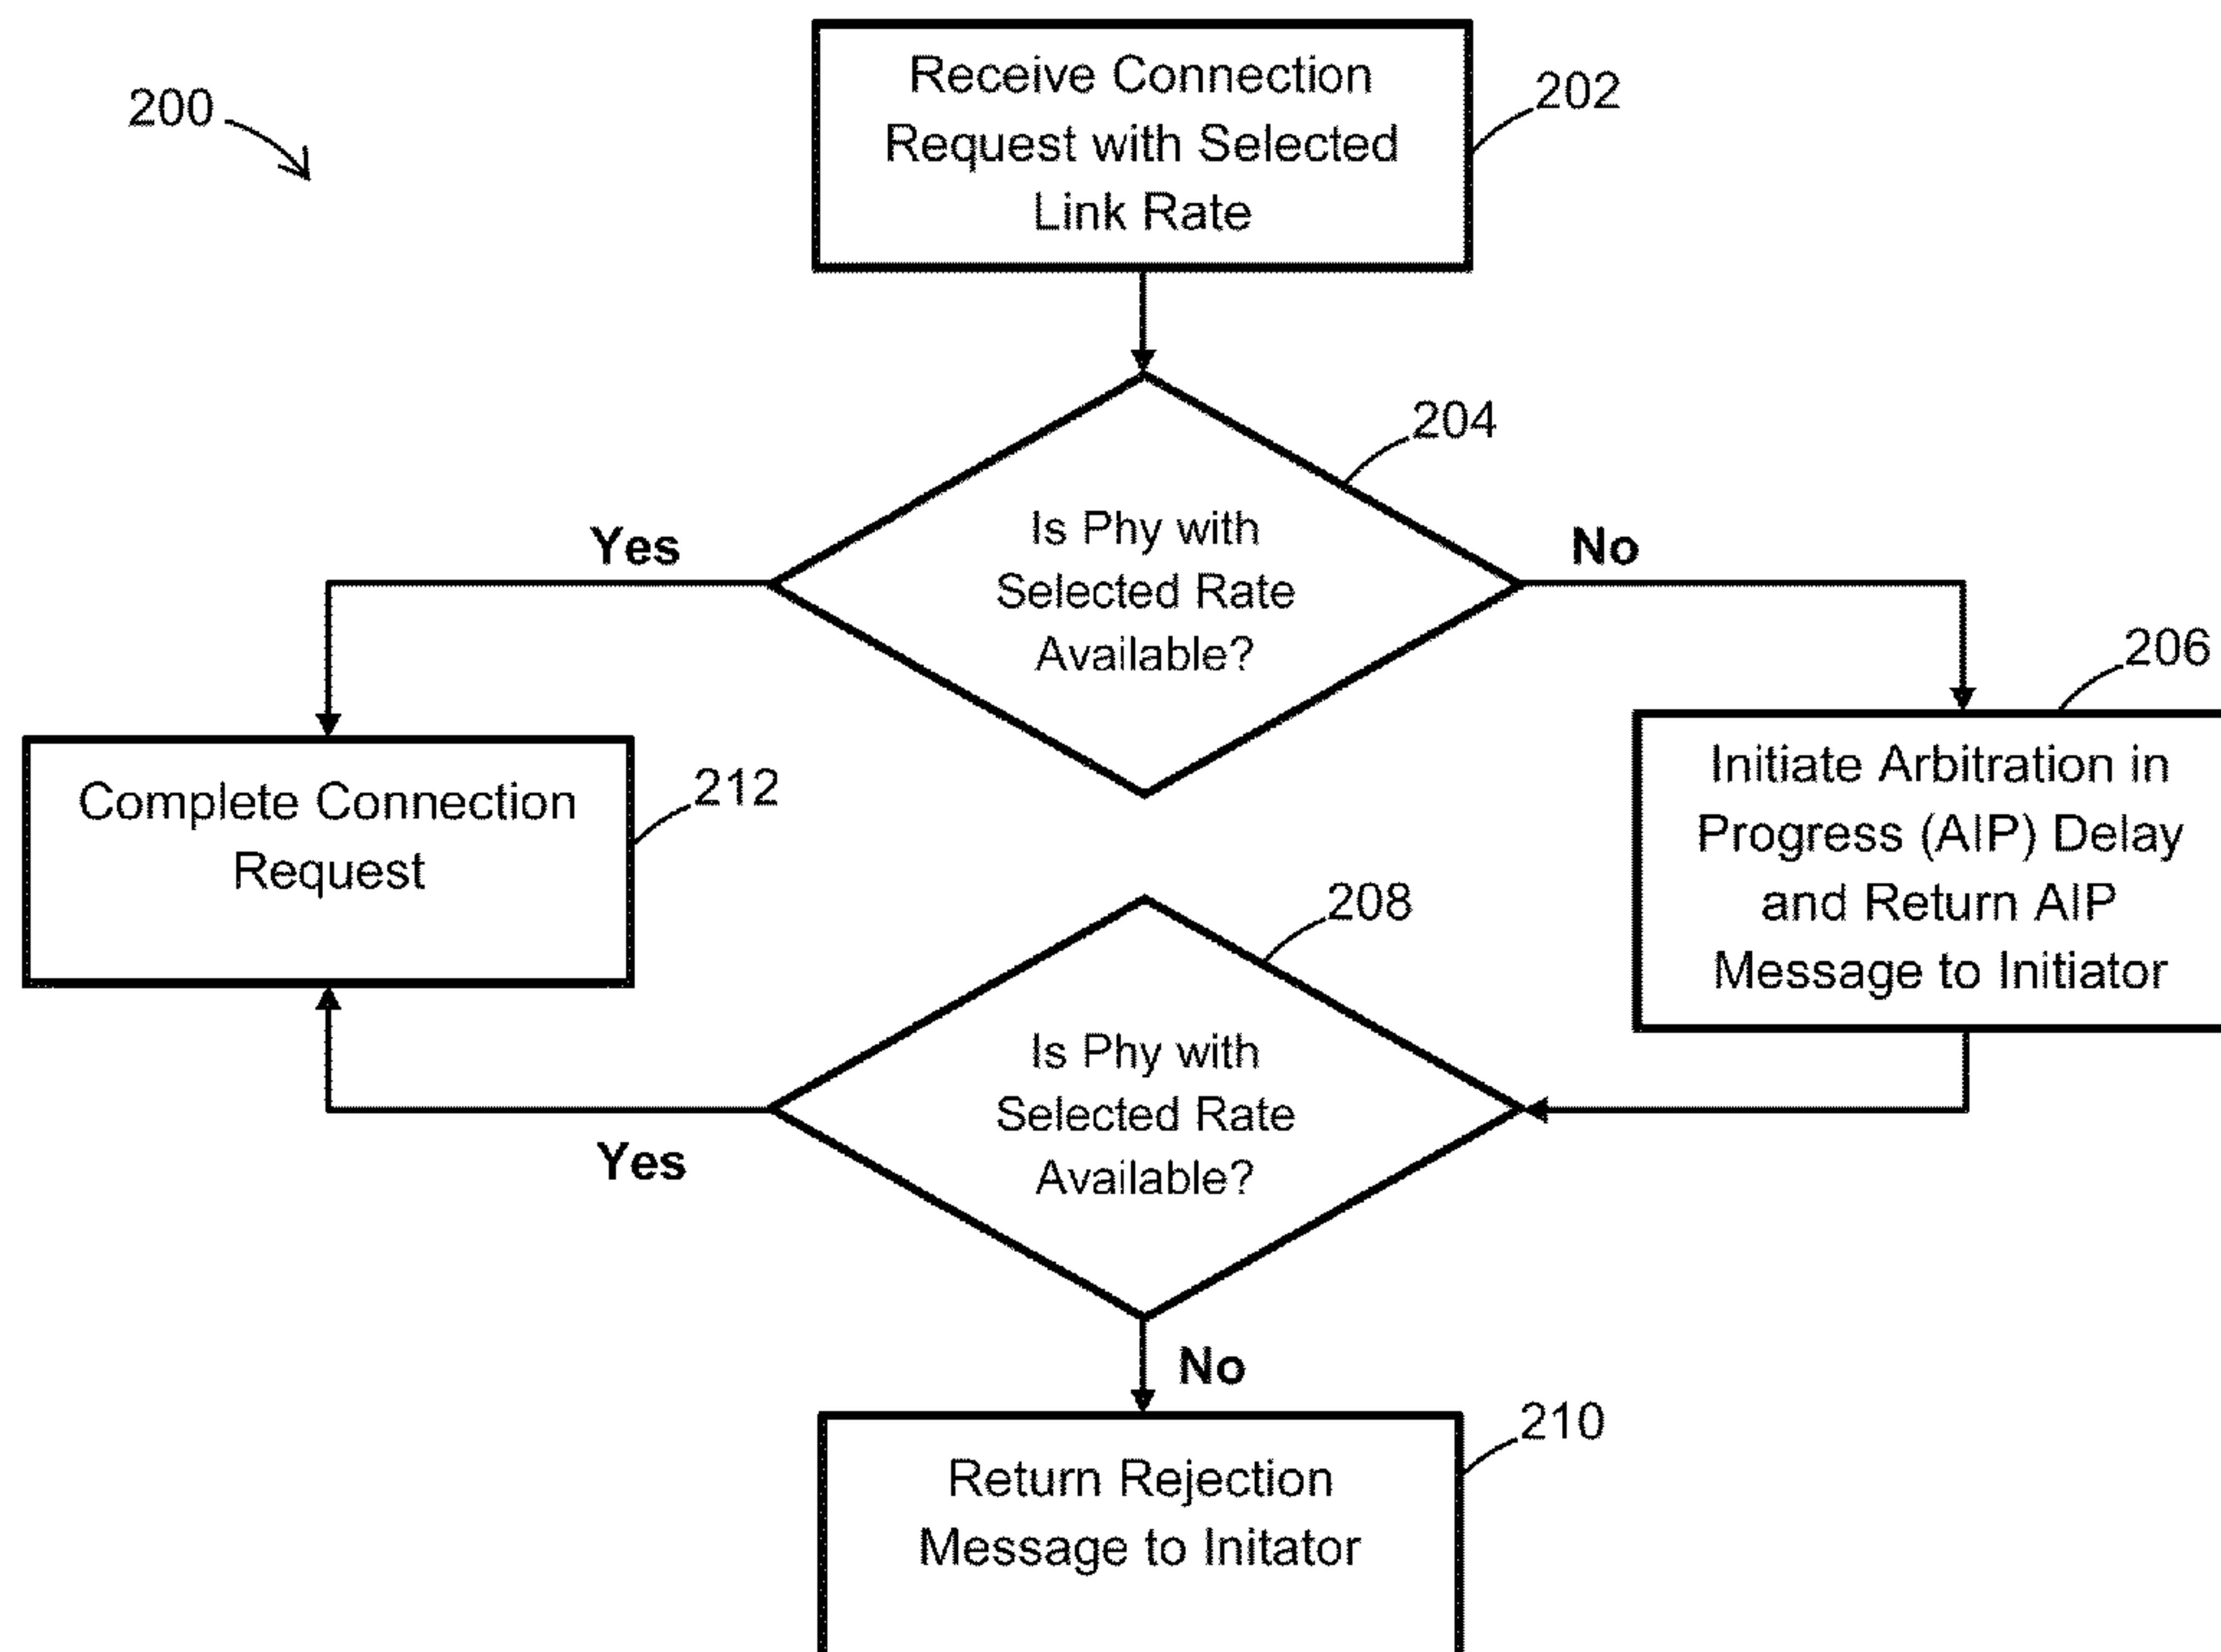 200
Receive Connection
Request with Selected
Link Rate
202
204
Is Phy with
Selected Rate
Available?
Yes
No
206
Initiate Arbitration in
Progress (AIP) Delay
and Return AIP
Message to Initiator
Complete Connection
Request
212
208
Is Phy with
Selected Rate
Available?
Yes
No
210
Return Rejection
Message to Initator